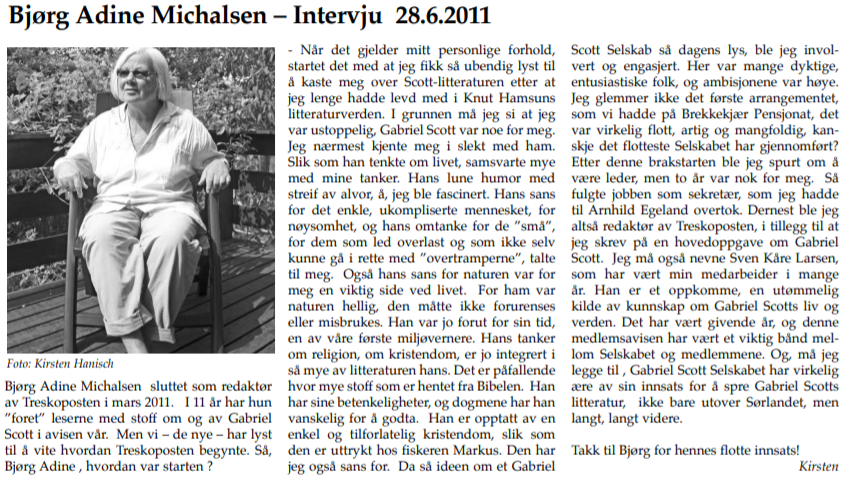 Bjørg Adine Michalsen – Intervju 28.6.2011
Foto: Kirsten Hanisch
Bjørg Adine Michalsen sluttet som redaktør
av Treskoposten i mars 2011. I 11 år har hun
”foret” leserne med stoff om og av Gabriel
Scott i avisen vår. Men vi – de nye – har lyst
til å vite hvordan Treskoposten begynte. Så,
Bjørg Adine , hvordan var starten ?
- Når det gjelder mitt personlige forhold,
startet det med at jeg fikk så ubendig lyst til
å kaste meg over Scott-litteraturen etter at
jeg lenge hadde levd med i Knut Hamsuns
litteraturverden. I grunnen må jeg si at jeg
var ustoppelig, Gabriel Scott var noe for meg.
Jeg nærmest kjente meg i slekt med ham.
Slik som han tenkte om livet, samsvarte mye
med mine tanker. Hans lune humor med
streif av alvor, å, jeg ble fascinert. Hans sans
for det enkle, ukompliserte mennesket, for
nøysomhet, og hans omtanke for de ”små”,
for dem som led overlast og som ikke selv
kunne gå i rette med ”overtramperne”, talte
til meg. Også hans sans for naturen var for
meg en viktig side ved livet. For ham var
naturen hellig, den måtte ikke forurenses
eller misbrukes. Han var jo forut for sin tid,
en av våre første miljøvernere. Hans tanker
om religion, om kristendom, er jo integrert i
så mye av litteraturen hans. Det er påfallende
hvor mye stoff som er hentet fra Bibelen. Han
har sine betenkeligheter, og dogmene har han
vanskelig for å godta. Han er opptatt av en
enkel og tilforlatelig kristendom, slik som
den er uttrykt hos fiskeren Markus. Den har
jeg også sans for. Da så ideen om et Gabriel
Scott Selskab så dagens lys, ble jeg invol-
vert og engasjert. Her var mange dyktige,
entusiastiske folk, og ambisjonene var høye.
Jeg glemmer ikke det første arrangementet,
som vi hadde på Brekkekjær Pensjonat, det
var virkelig flott, artig og mangfoldig, kan-
skje det flotteste Selskabet har gjennomført?
Etter denne brakstarten ble jeg spurt om å
være leder, men to år var nok for meg. Så
fulgte jobben som sekretær, som jeg hadde
til Arnhild Egeland overtok. Dernest ble jeg
altså redaktør av Treskoposten, i tillegg til at
jeg skrev på en hovedoppgave om Gabriel
Scott. Jeg må også nevne Sven Kåre Larsen,
som har vært min medarbeider i mange
år. Han er et oppkomme, en utømmelig
kilde av kunnskap om Gabriel Scotts liv og
verden. Det har vært givende år, og denne
medlemsavisen har vært et viktig bånd mel-
lom Selskabet og medlemmene. Og, må jeg
legge til , Gabriel Scott Selskabet har virkelig
ære av sin innsats for å spre Gabriel Scotts
litteratur, ikke bare utover Sørlandet, men
langt, langt videre.
Takk til Bjørg for hennes flotte innsats!
Kirsten